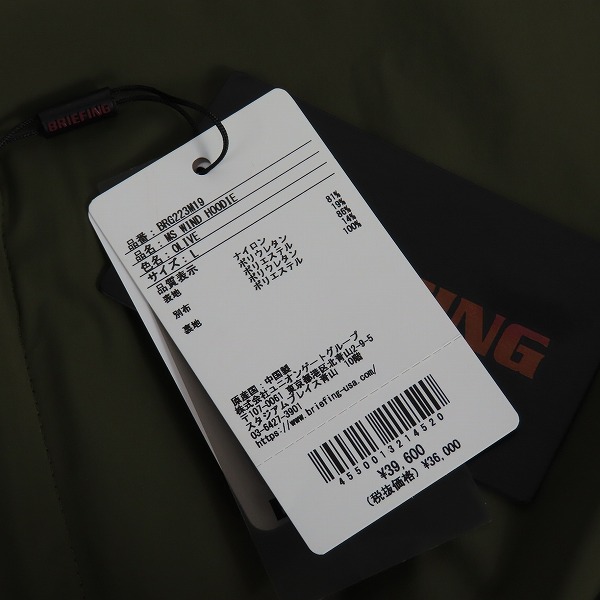 BRIEFING
品番: BRG223M19
品名: MS WIND HOODIE
色名: OLIVE
サイズ: L
品質表示
表地 ナイロン 81%
ポリウレタン 19%
別布 ポリエステル 86%
ポリウレタン 14%
裏地 ポリエステル 100%
原産国: 中国製
株式会社ユニオンゲートグループ
〒107-0061 東京都港区北青山2-9-5
スタジアムプレイス青山 10階
03-6427-3901
https://www.briefing-usa.com/
4550013214520
¥39,600
(税抜価格) ¥36,000
FING